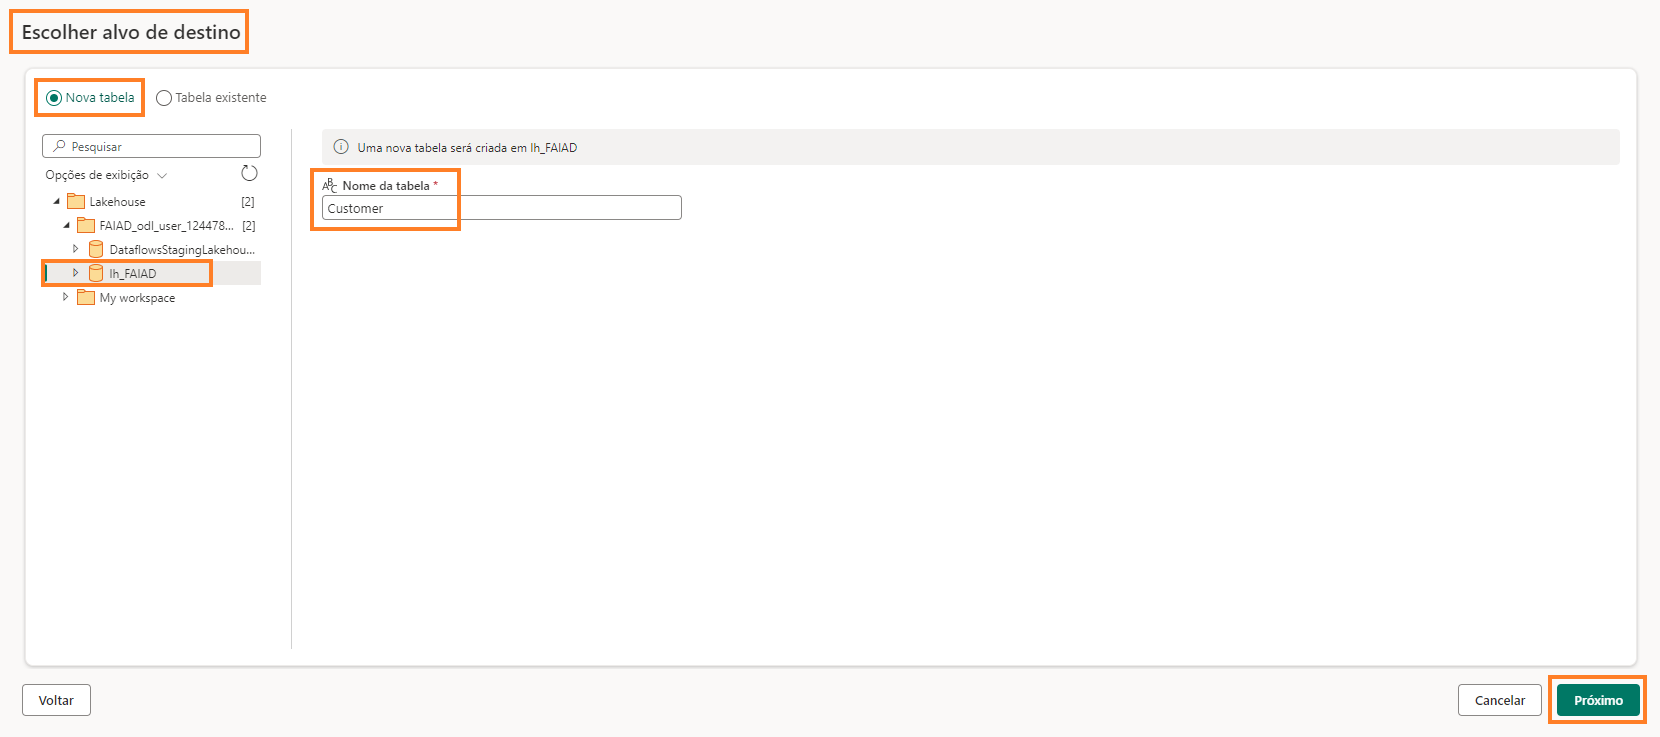 Escolher alvo de destino
Nova tabela
Tabela existente
Pesquisar
Opções de exibição
Lakehouse [2]
FAIAD_odl_user_124478... [2]
DataflowsStagingLakehou...
lh_FAIAD
My workspace
Uma nova tabela será criada em lh_FAIAD
ABC Nome da tabela *
Customer
Voltar
Cancelar
Próximo